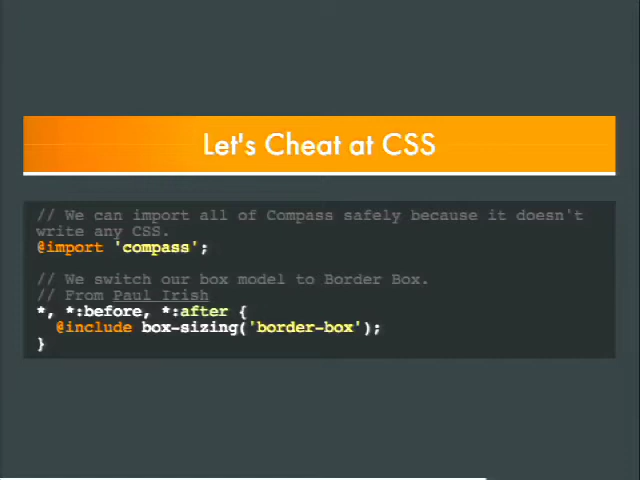 Let's Cheat at CSS
// We can import all of Compass safely because it doesn't
write any CSS.
@import 'compass';
// We switch our box model to Border Box.
// From Paul Irish
*, *:before, *:after {
  @include box-sizing('border-box');
}